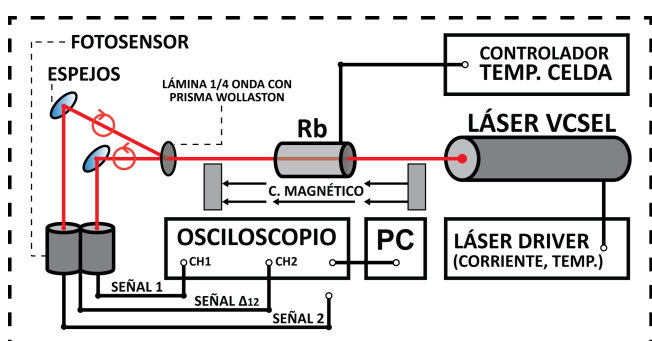 FOTOSENSOR
ESPEJOS
LÁMINA 1/4 ONDA CON
PRISMA WOLLASTON
Rb
CONTROLADOR
TEMP. CELDA
LÁSER VCSEL
C. MAGNÉTICO
OSCILOSCOPIO
CH1
CH2
PC
LÁSER DRIVER
(CORRIENTE, TEMP.)
SEÑAL 1
SEÑAL Δ12
SEÑAL 2